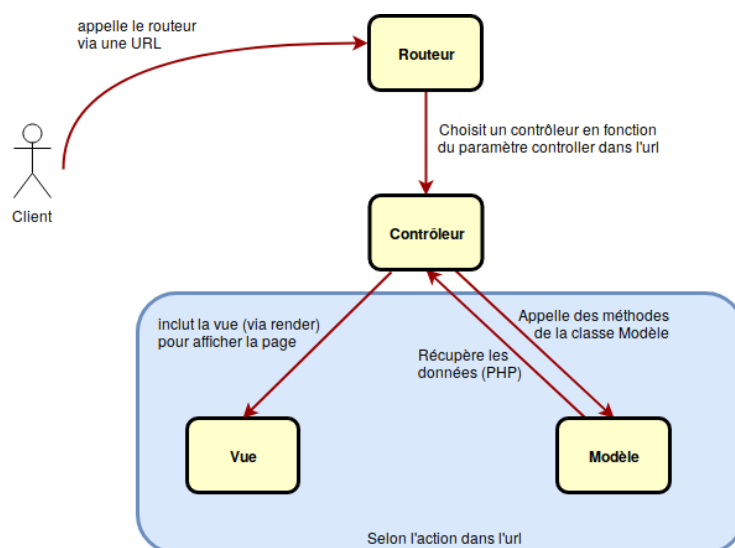 appelle le routeur
via une URL
Routeur
Choisit un contrôleur en fonction
du paramètre controller dans l'url
Client
Contrôleur
inclut la vue (via render)
pour afficher la page
Appelle des méthodes
de la classe Modèle
Récupère les
données (PHP)
Vue
Modèle
Selon l'action dans l'url